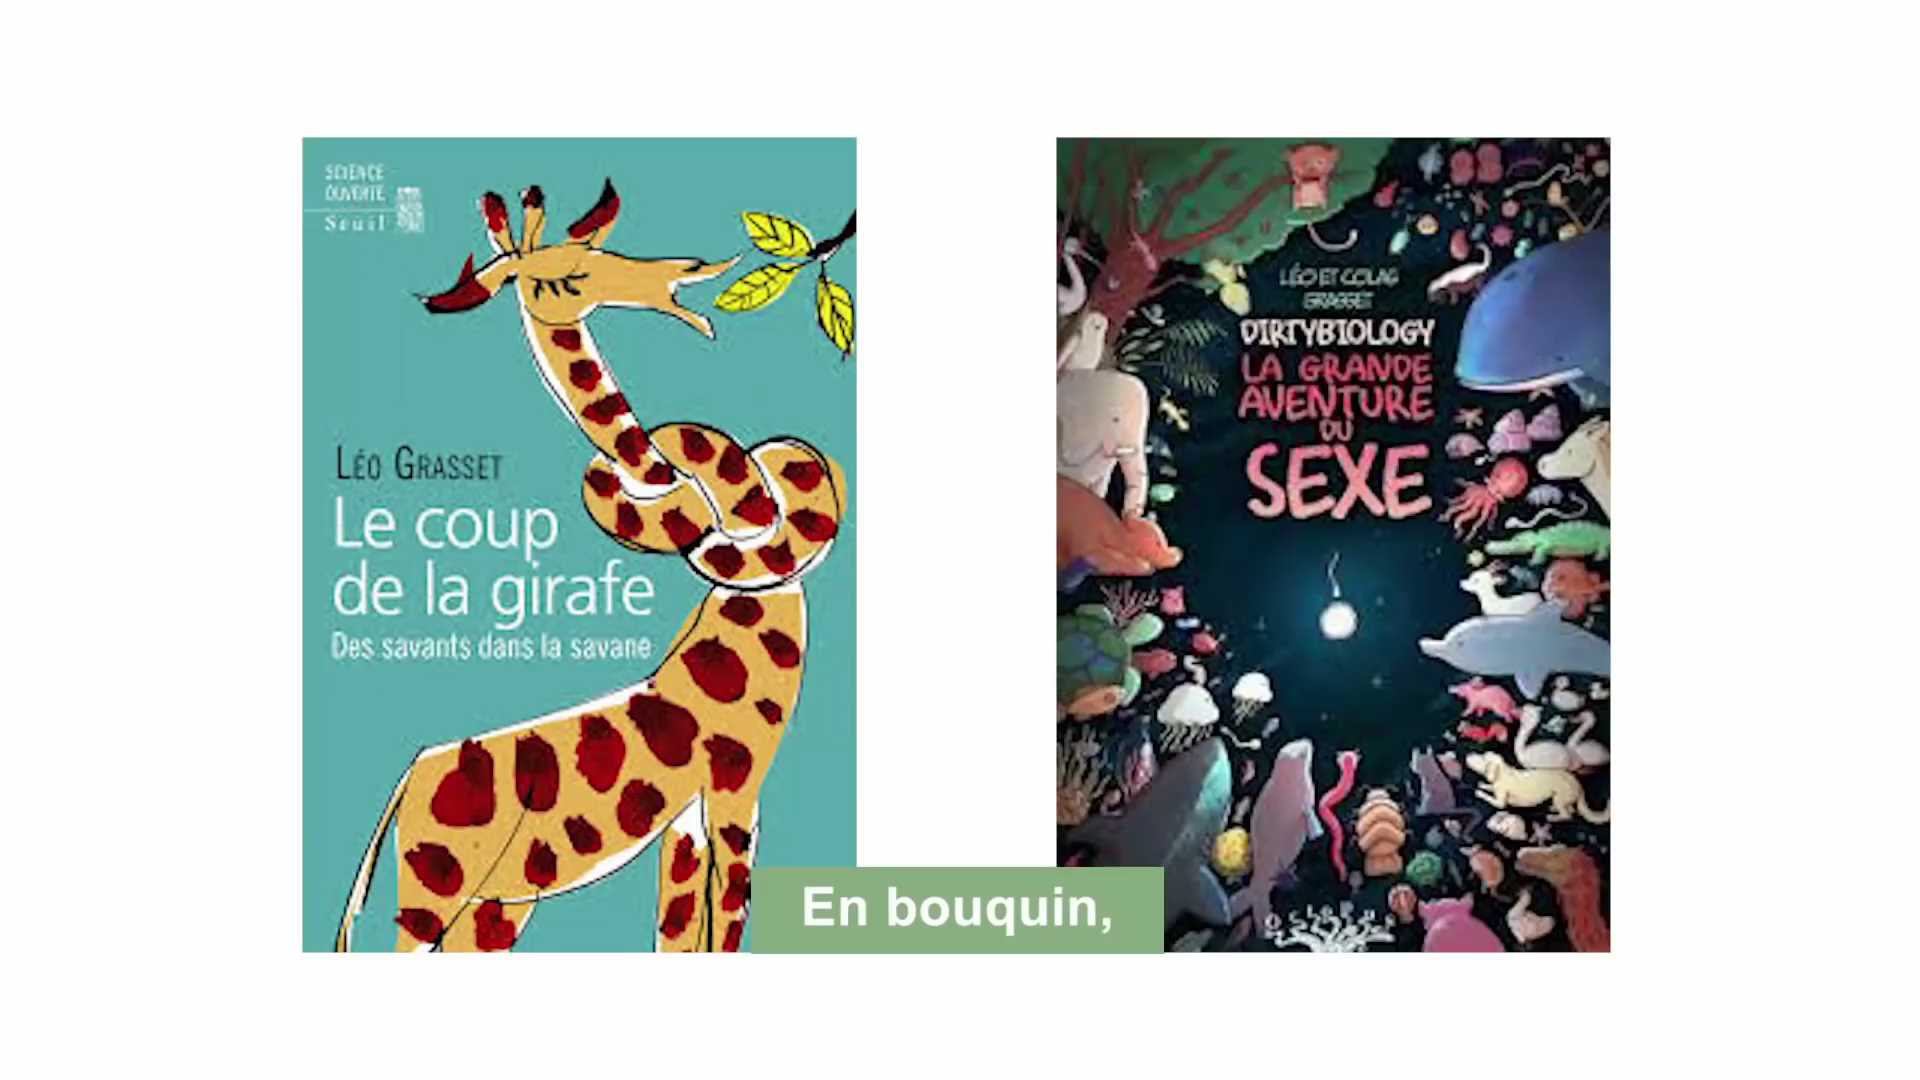 SCIENCE
OUVERTE
Seuil
LÉO GRASSET
Le coup
de la girafe
Des savants dans la savane
LÉO ET COLAS
GRASSET
DIRTYBIOLOGY
LA GRANDE
AVENTURE
DU
SEXE
En bouquin,